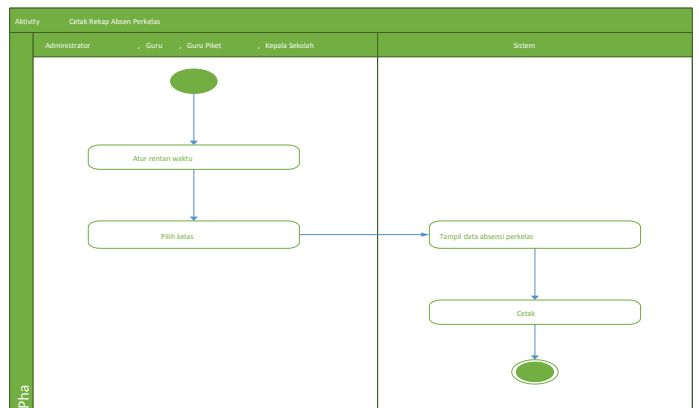 Aktivity Cetak Rekap Absen Perkelas
Administrator , Guru , Guru Piket , Kepala Sekolah
Sistem
Atur rentan waktu
Pilih kelas
Tampil data absensi perkelas
Cetak
Pha